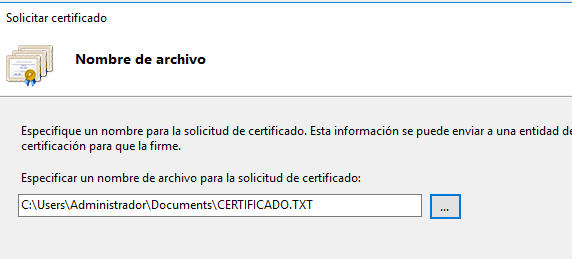 Solicitar certificado
Nombre de archivo
Especifique un nombre para la solicitud de certificado. Esta información se puede enviar a una entidad de
certificación para que la firme.
Especificar un nombre de archivo para la solicitud de certificado:
C:\Users\Administrador\Documents\CERTIFICADO.TXT
...